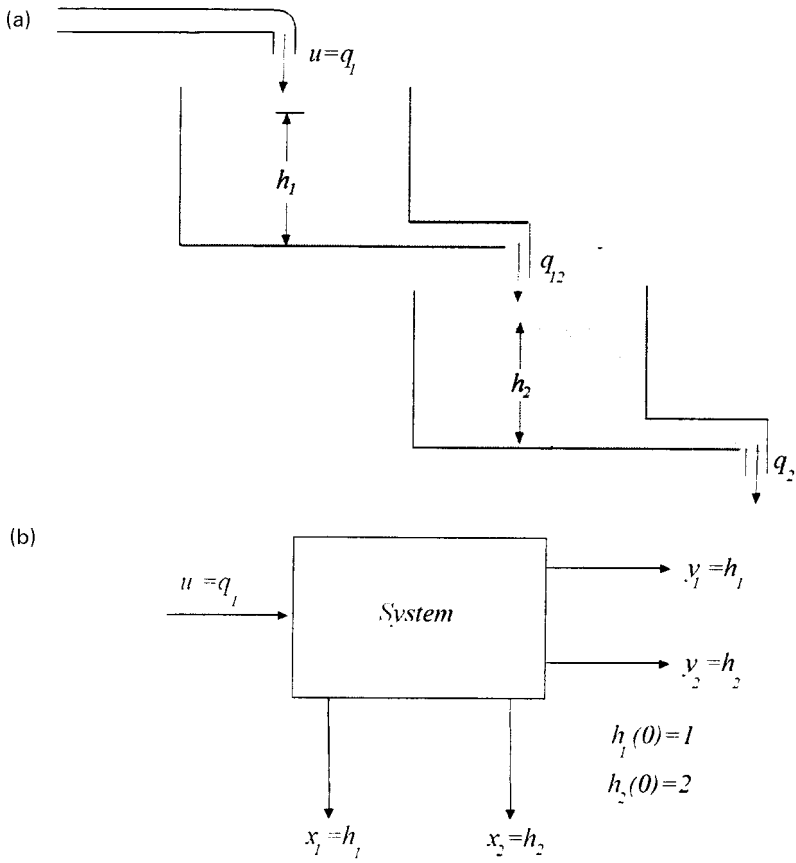 (a)
u=q₁
h₁
q₁₂
h₂
q₂
(b)
u=q₁
System
y₁=h₁
y₂=h₂
h₁(0)=1
h₂(0)=2
x₁=h₁
x₂=h₂